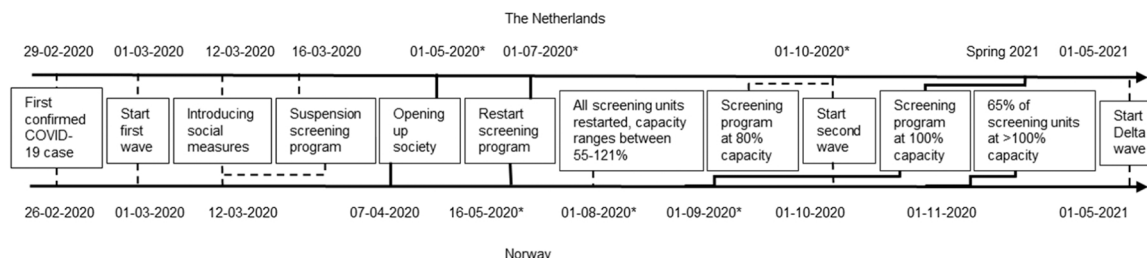 The Netherlands
29-02-2020 01-03-2020 12-03-2020 16-03-2020 01-05-2020* 01-07-2020* 01-10-2020* Spring 2021 01-05-2021
First
confirmed
COVID-
19 case
Start
first
wave
Introducing
social
measures
Suspension
screening
program
Opening
up
society
Restart
screening
program
All screening units
restarted, capacity
ranges between
55-121%
Screening
program
at 80%
capacity
Start
second
wave
Screening
program
at 100%
capacity
65% of
screening units
at >100%
capacity
Start
Delta
wave
26-02-2020 01-03-2020 12-03-2020 07-04-2020 16-05-2020* 01-08-2020* 01-09-2020* 01-10-2020 01-11-2020 01-05-2021
Norway